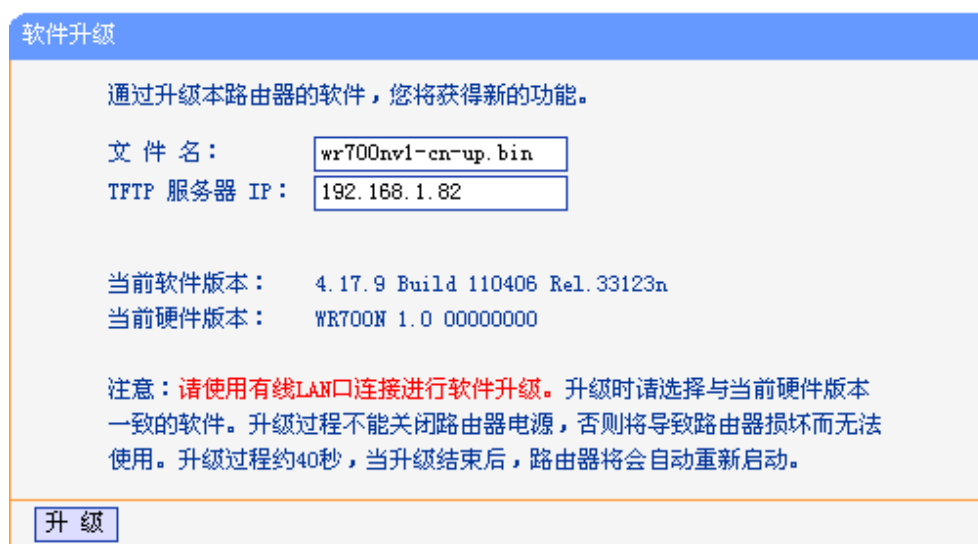 软件升级
通过升级本路由器的软件，您将获得新的功能。
文 件 名： wr700nv1-cn-up.bin
TFTP 服务器 IP： 192.168.1.82
当前软件版本： 4.17.9 Build 110406 Rel.33123n
当前硬件版本： WR700N 1.0 00000000
注意：请使用有线LAN口连接进行软件升级。升级时请选择与当前硬件版本
一致的软件。升级过程不能关闭路由器电源，否则将导致路由器损坏而无法
使用。升级过程约40秒，当升级结束后，路由器将会自动重新启动。
升 级